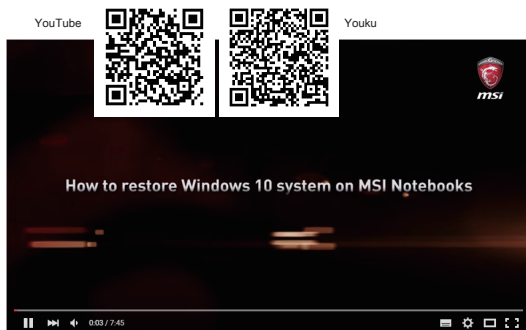 YouTube
Youku
msi
How to restore Windows 10 system on MSI Notebooks
0:03 / 7:45